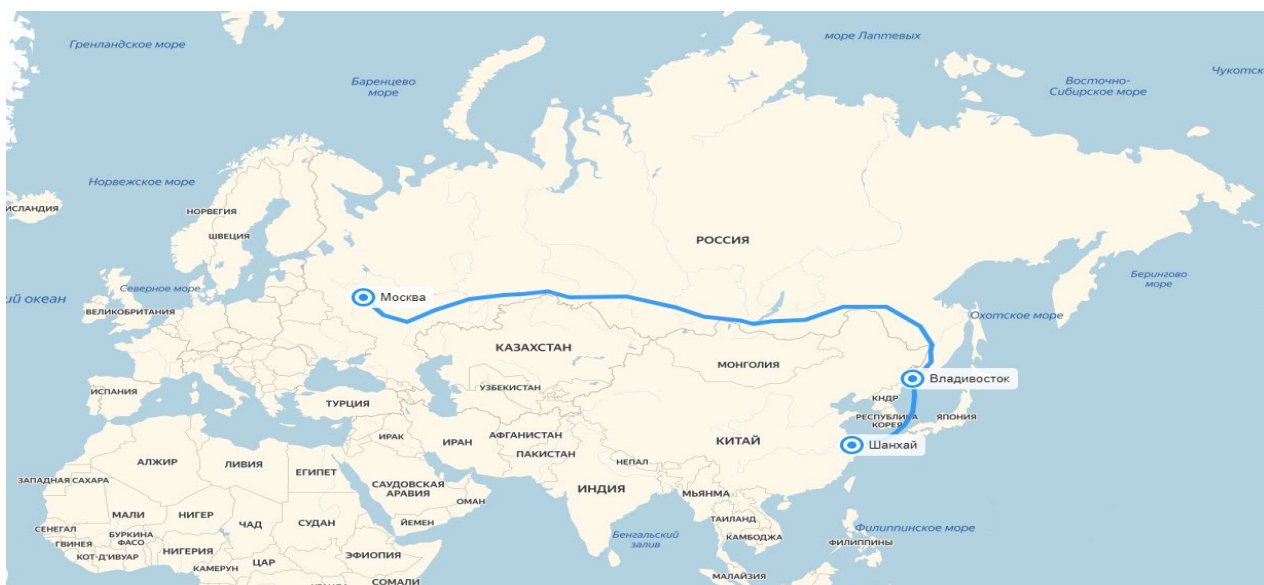 Гренландское море
море Лаптевых
Баренцево
море
Восточно-
Сибирское море
Чукотск
Норвежское море
ИСЛАНДИЯ
НОРВЕГИЯ
ШВЕЦИЯ
РОССИЯ
Берингово
море
Северное море
ий океан
ВЕЛИКОБРИТАНИЯ
Москва
Охотское море
КАЗАХСТАН
МОНГОЛИЯ
Владивосток
ИСПАНИЯ
УЗБЕКИСТАН
ТУРЦИЯ
КНДР
РЕСПУБЛИКА
КОРЕЯ
ЯПОНИЯ
ИРАК
ИРАН
АФГАНИСТАН
ПАКИСТАН
КИТАЙ
Шанхай
АЛЖИР
ЛИВИЯ
ЕГИПЕТ
НЕПАЛ
ЗАПАДНАЯ САХАРА
САУДОВСКАЯ
АРАВИЯ
ОМАН
ИНДИЯ
МЬЯНМА
МАЛИ
НИГЕР
ЧАД
СУДАН
ЙЕМЕН
ТАИЛАНД
СЕНЕГАЛ
БУРКИНА
ФАСО
ГВИНЕЯ
КОТ-Д'ИВУАР
НИГЕРИЯ
КАМЕРУН
ЦАР
ЭФИОПИЯ
СОМАЛИ
Бенгальский
залив
КАМБОДЖА
Филиппинское море
ФИЛИППИНЫ
МАЛАЙЗИЯ